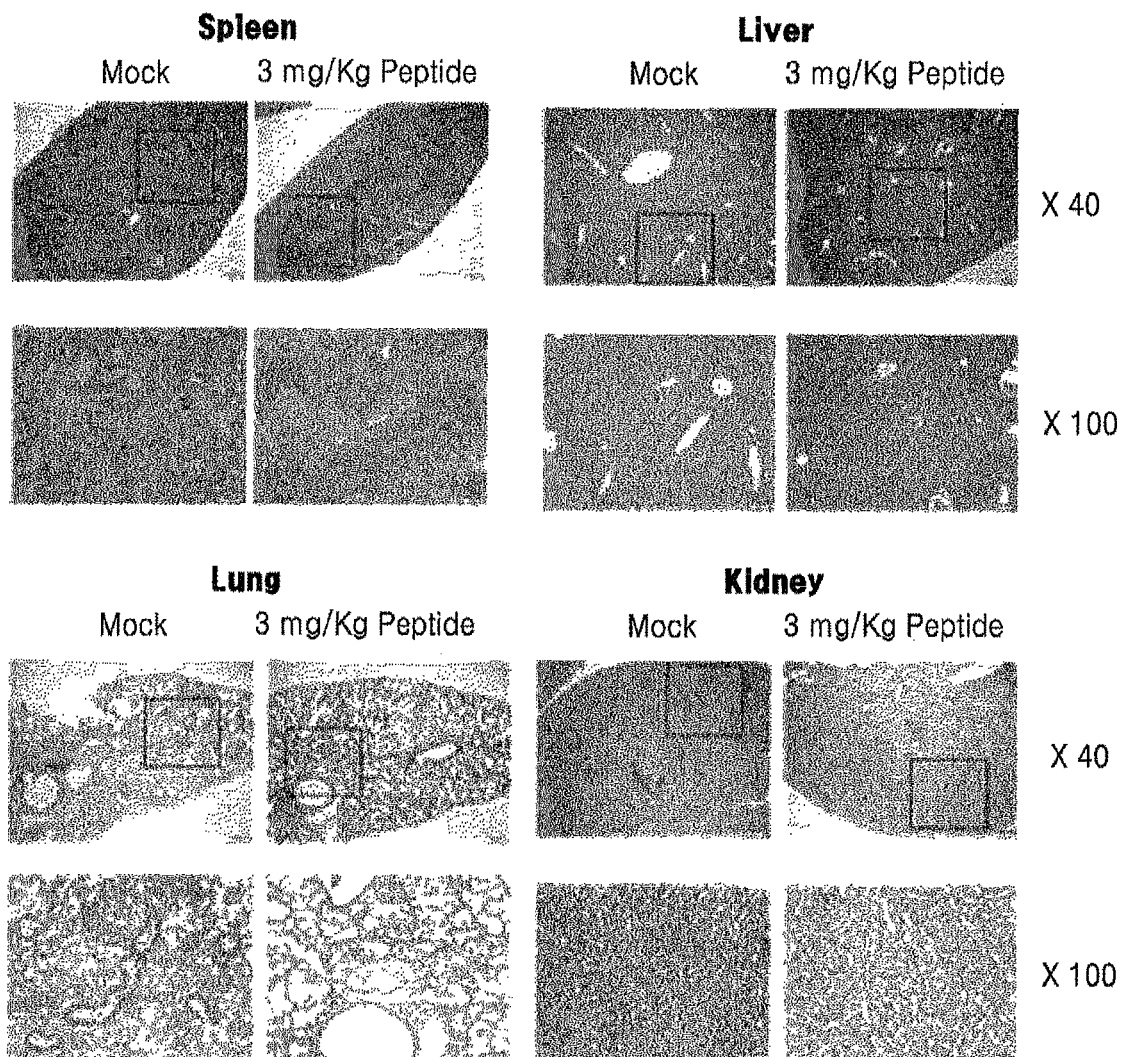 Spleen
Mock 3 mg/Kg Peptide
Liver
Mock 3 mg/Kg Peptide
X 40
X 100
Lung
Mock 3 mg/Kg Peptide
Kidney
Mock 3 mg/Kg Peptide
X 40
X 100